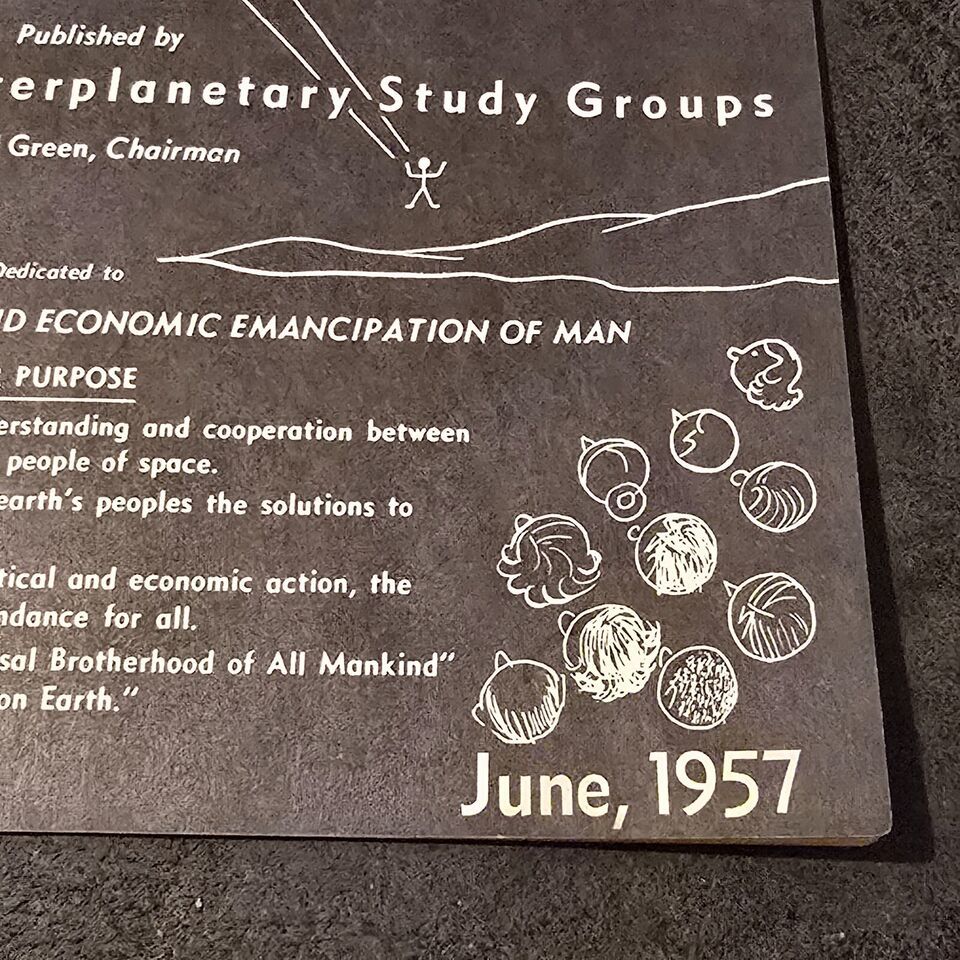 Published by
erplanetary Study Groups
Green, Chairman
Dedicated to
ND ECONOMIC EMANCIPATION OF MAN
PURPOSE
erstanding and cooperation between
people of space.
earth's peoples the solutions to
tical and economic action, the
ndance for all.
sal Brotherhood of All Mankind"
on Earth."
June, 1957